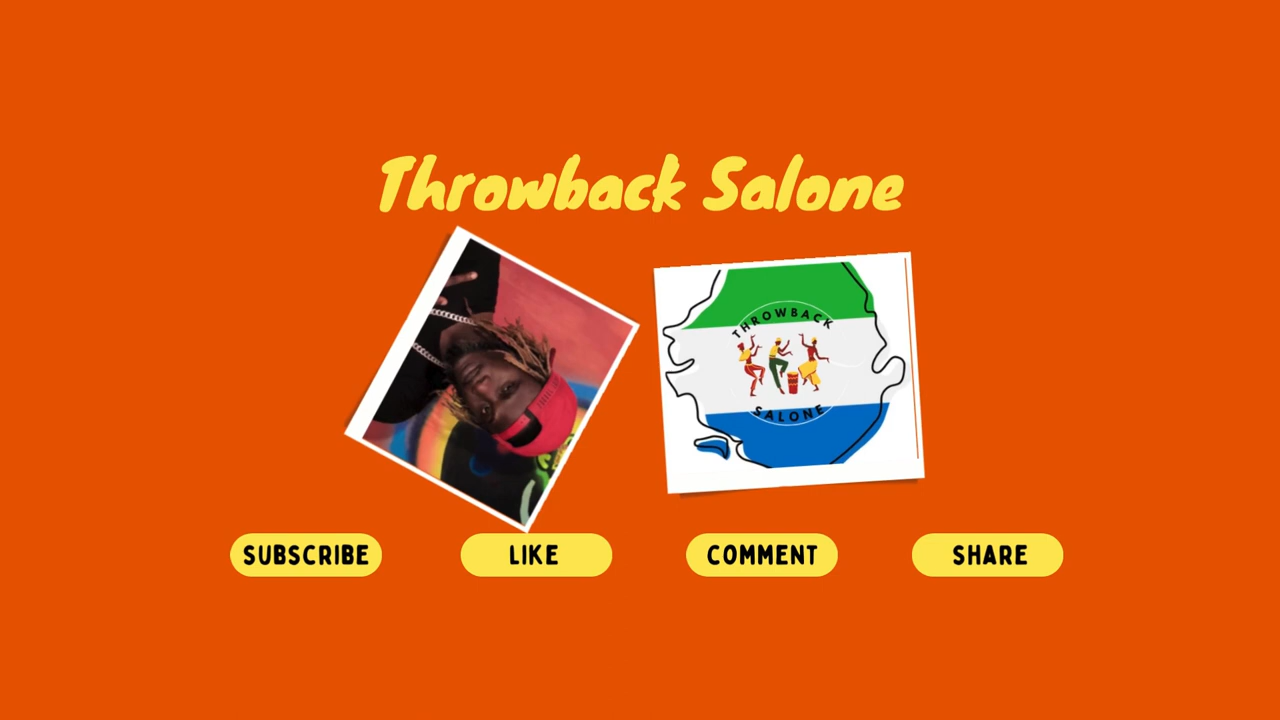 Throwback Salone
THROWBACK
SALONE
SUBSCRIBE
LIKE
COMMENT
SHARE